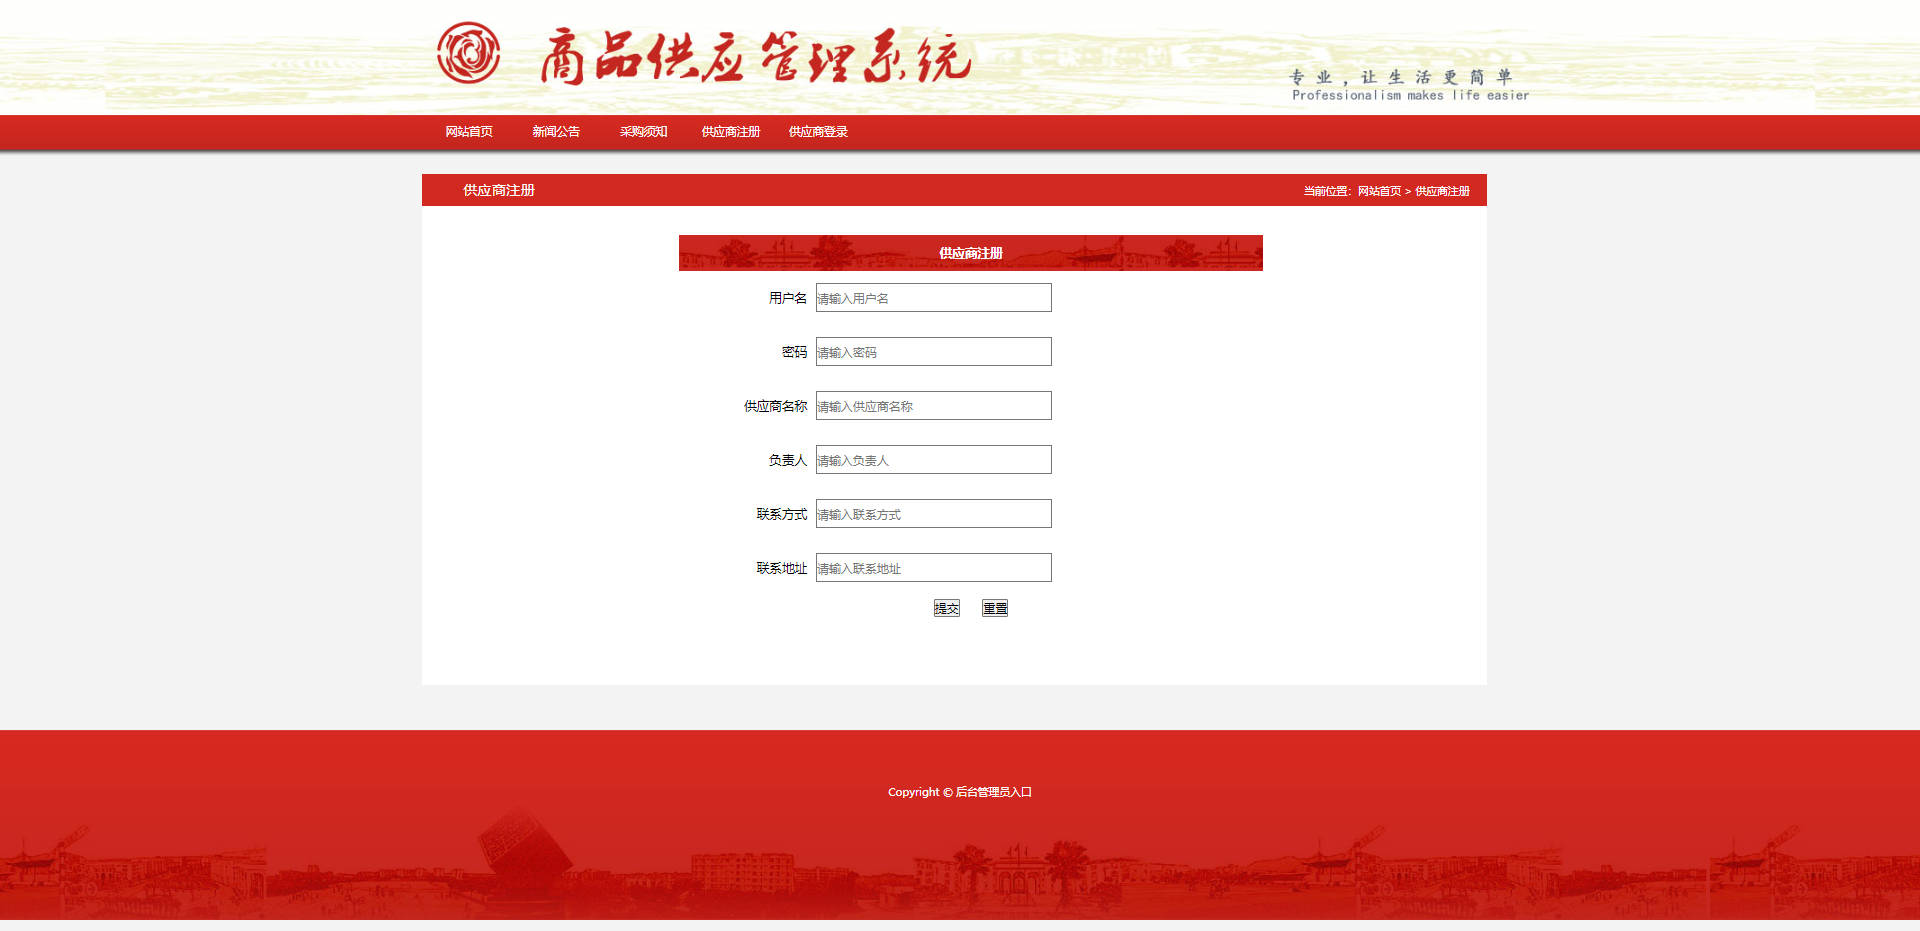 商品供应管理系统
专业，让生活更简单
Professionalism makes life easier
网站首页 新闻公告 采购须知 供应商注册 供应商登录
供应商注册 当前位置：网站首页 > 供应商注册
供应商注册
用户名 请输入用户名
密码 请输入密码
供应商名称 请输入供应商名称
负责人 请输入负责人
联系方式 请输入联系方式
联系地址 请输入联系地址
提交 重置
Copyright © 后台管理员入口